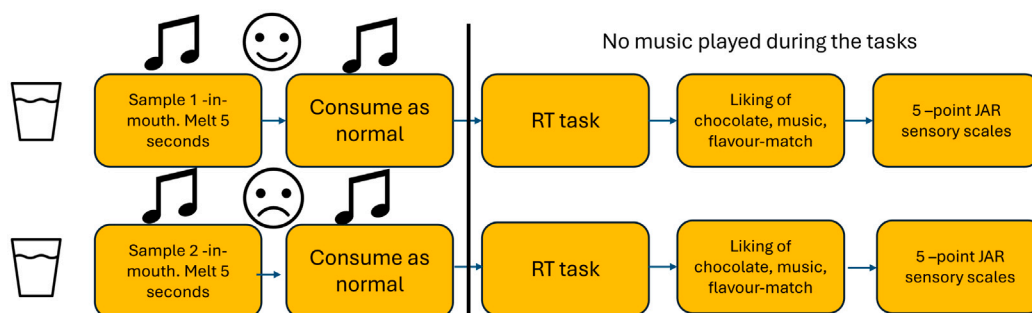 No music played during the tasks
Sample 1 -in-
mouth. Melt 5
seconds
Consume as
normal
RT task
Liking of
chocolate, music,
flavour-match
5 –point JAR
sensory scales
Sample 2 -in-
mouth. Melt 5
seconds
Consume as
normal
RT task
Liking of
chocolate, music,
flavour-match
5 –point JAR
sensory scales